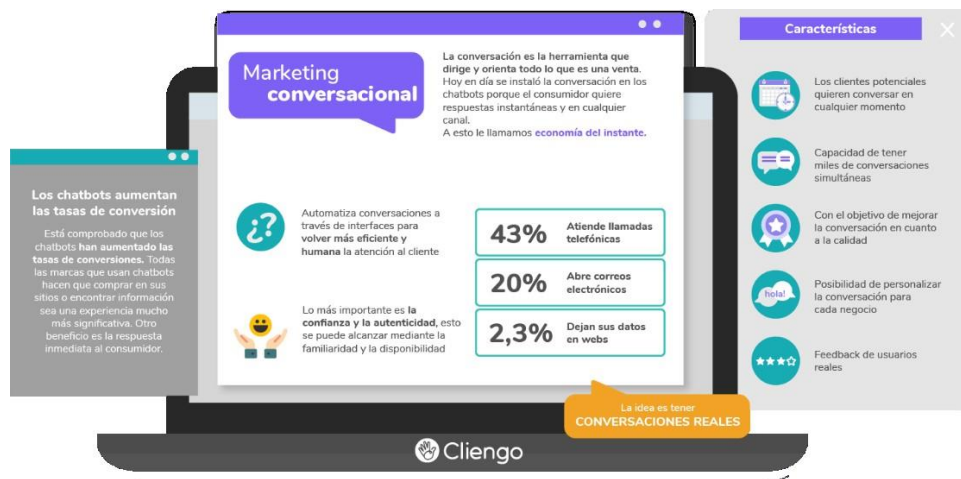 Marketing
conversacional
La conversación es la herramienta que
dirige y orienta todo lo que es una venta.
Hoy en día se instaló la conversación en los
chatbots porque el consumidor quiere
respuestas instantáneas y en cualquier
canal.
A esto le llamamos economía del instante.
Los chatbots aumentan
las tasas de conversión
Está comprobado que los
chatbots han aumentado las
tasas de conversiones. Todas
las marcas que usan chatbots
hacen que comprar en sus
sitios o encontrar información
sea una experiencia mucho
más significativa. Otro
beneficio es la respuesta
inmediata al consumidor.
¿?
Automatiza conversaciones a
través de interfaces para
volver más eficiente y
humana la atención al cliente
Lo más importante es la
confianza y la autenticidad, esto
se puede alcanzar mediante la
familiaridad y la disponibilidad
43% Atiende llamadas
telefónicas
20% Abre correos
electrónicos
2,3% Dejan sus datos
en webs
La idea es tener
CONVERSACIONES REALES
Características
Los clientes potenciales
quieren conversar en
cualquier momento
Capacidad de tener
miles de conversaciones
simultáneas
Con el objetivo de mejorar
la conversación en cuanto
a la calidad
hola!
Posibilidad de personalizar
la conversación para
cada negocio
Feedback de usuarios
reales
Cliengo